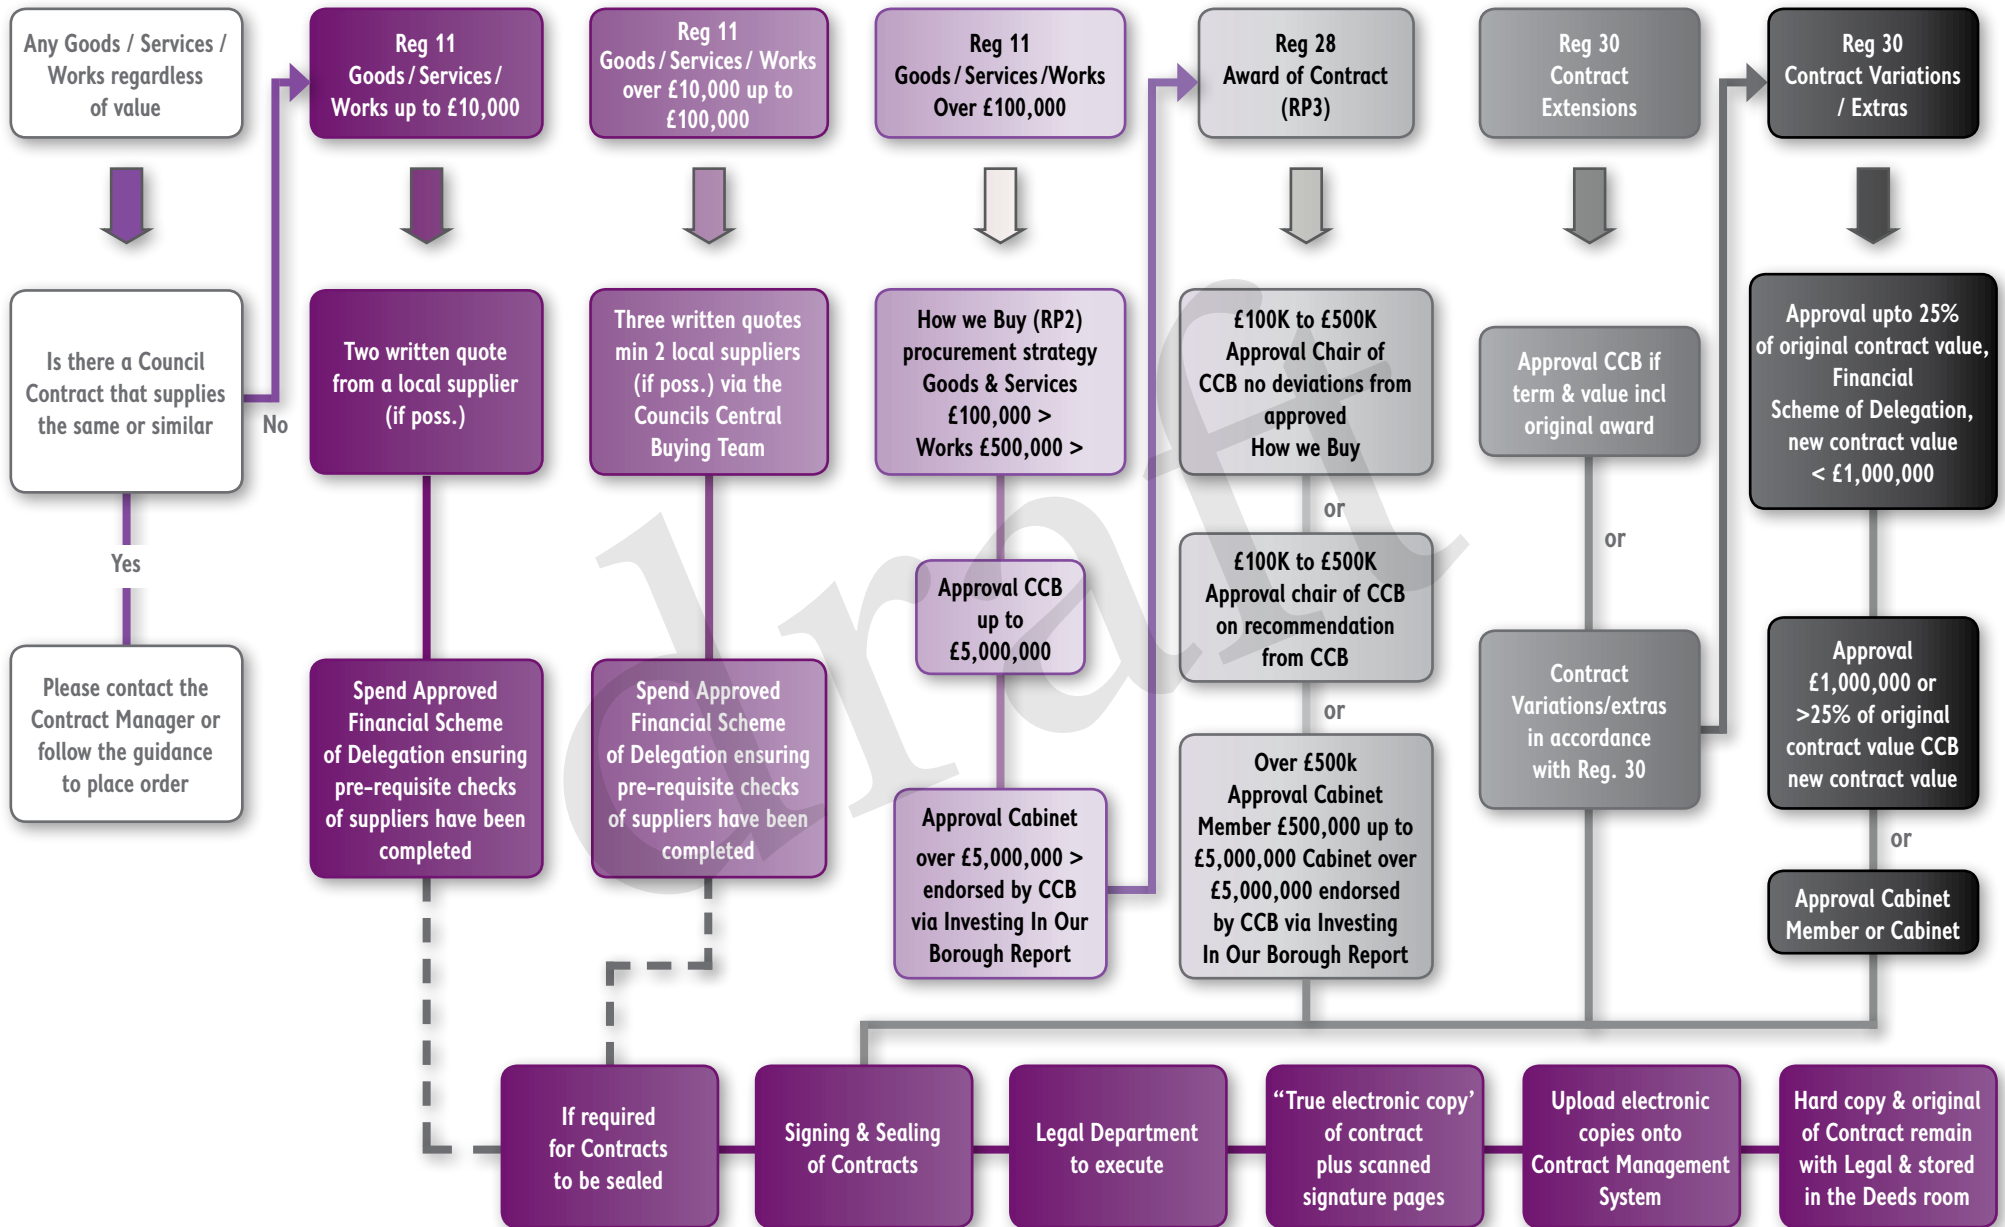 Any Goods / Services /
Works regardless
of value
Reg 11
Goods / Services /
Works up to £10,000
Reg 11
Goods / Services / Works
over £10,000 up to
£100,000
Reg 11
Goods / Services /Works
Over £100,000
Reg 28
Award of Contract
(RP3)
Reg 30
Contract
Extensions
Reg 30
Contract Variations
/ Extras
Is there a Council
Contract that supplies
the same or similar
No
Yes
Please contact the
Contract Manager or
follow the guidance
to place order
Two written quote
from a local supplier
(if poss.)
Spend Approved
Financial Scheme
of Delegation ensuring
pre-requisite checks
of suppliers have been
completed
Three written quotes
min 2 local suppliers
(if poss.) via the
Councils Central
Buying Team
Spend Approved
Financial Scheme
of Delegation ensuring
pre-requisite checks
of suppliers have been
completed
How we Buy (RP2)
procurement strategy
Goods & Services
£100,000 >
Works £500,000 >
Approval CCB
up to
£5,000,000
Approval Cabinet
over £5,000,000 >
endorsed by CCB
via Investing In Our
Borough Report
£100K to £500K
Approval Chair of
CCB no deviations from
approved
How we Buy
or
£100K to £500K
Approval chair of CCB
on recommendation
from CCB
or
Over £500k
Approval Cabinet
Member £500,000 up to
£5,000,000 Cabinet over
£5,000,000 endorsed
by CCB via Investing
In Our Borough Report
Approval CCB if
term & value incl
original award
or
Contract
Variations/extras
in accordance
with Reg. 30
Approval upto 25%
of original contract value,
Financial
Scheme of Delegation,
new contract value
< £1,000,000
Approval
£1,000,000 or
>25% of original
contract value CCB
new contract value
or
Approval Cabinet
Member or Cabinet
draft
If required
for Contracts
to be sealed
Signing & Sealing
of Contracts
Legal Department
to execute
“True electronic copy’
of contract
plus scanned
signature pages
Upload electronic
copies onto
Contract Management
System
Hard copy & original
of Contract remain
with Legal & stored
in the Deeds room